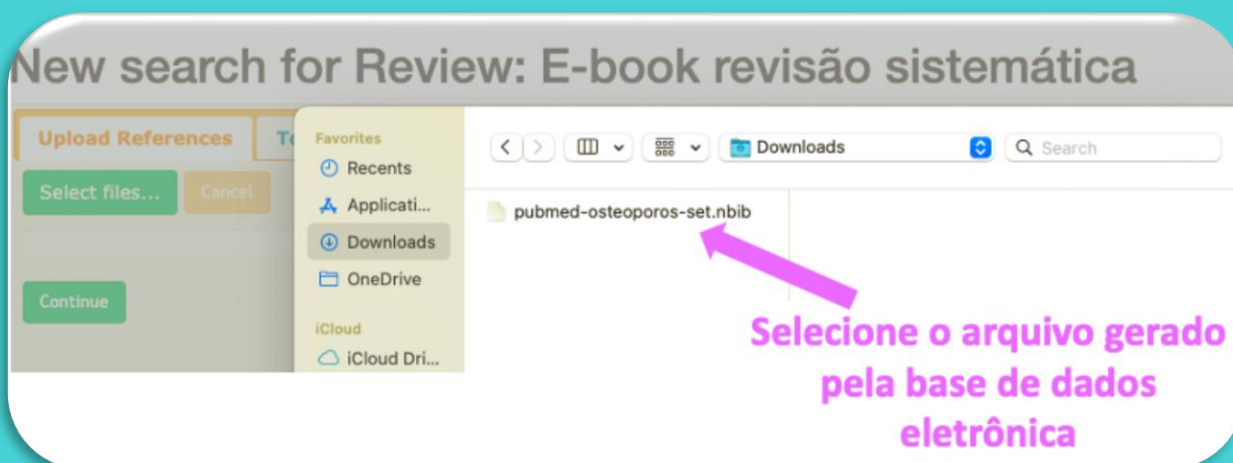 New search for Review: E-book revisão sistemática
Upload References
Select files...
Cancel
Continue
Favorites
Recents
Applicati...
Downloads
OneDrive
iCloud
iCloud Dri...
Downloads
Search
pubmed-osteoporos-set.nbib
Selecione o arquivo gerado
pela base de dados
eletrônica